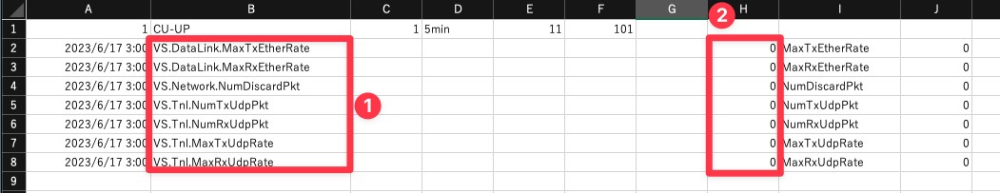 2
A B C D E F G H I J
1 1 CU-UP 1 5min 11 101
2 2023/6/17 3:00 VS.DataLink.MaxTxEtherRate 0 MaxTxEtherRate 0
3 2023/6/17 3:00 VS.DataLink.MaxRxEtherRate 0 MaxRxEtherRate 0
4 2023/6/17 3:00 VS.Network.NumDiscardPkt 0 NumDiscardPkt 0
5 2023/6/17 3:00 VS.Tnl.NumTxUdpPkt 1 0 NumTxUdpPkt 0
6 2023/6/17 3:00 VS.Tnl.NumRxUdpPkt 0 NumRxUdpPkt 0
7 2023/6/17 3:00 VS.Tnl.MaxTxUdpRate 0 MaxTxUdpRate 0
8 2023/6/17 3:00 VS.Tnl.MaxRxUdpRate 0 MaxRxUdpRate 0
9